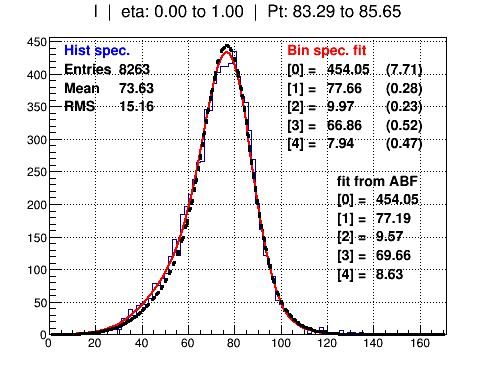 I | eta: 0.00 to 1.00 | Pt: 83.29 to 85.65
Hist spec.
Entries 8263
Mean 73.63
RMS 15.16
Bin spec. fit
[0] = 454.05 (7.71)
[1] = 77.66 (0.28)
[2] = 9.97 (0.23)
[3] = 66.86 (0.52)
[4] = 7.94 (0.47)
fit from ABF
[0] = 454.05
[1] = 77.19
[2] = 9.57
[3] = 69.66
[4] = 8.63
450
400
350
300
250
200
150
100
50
0
0 20 40 60 80 100 120 140 160